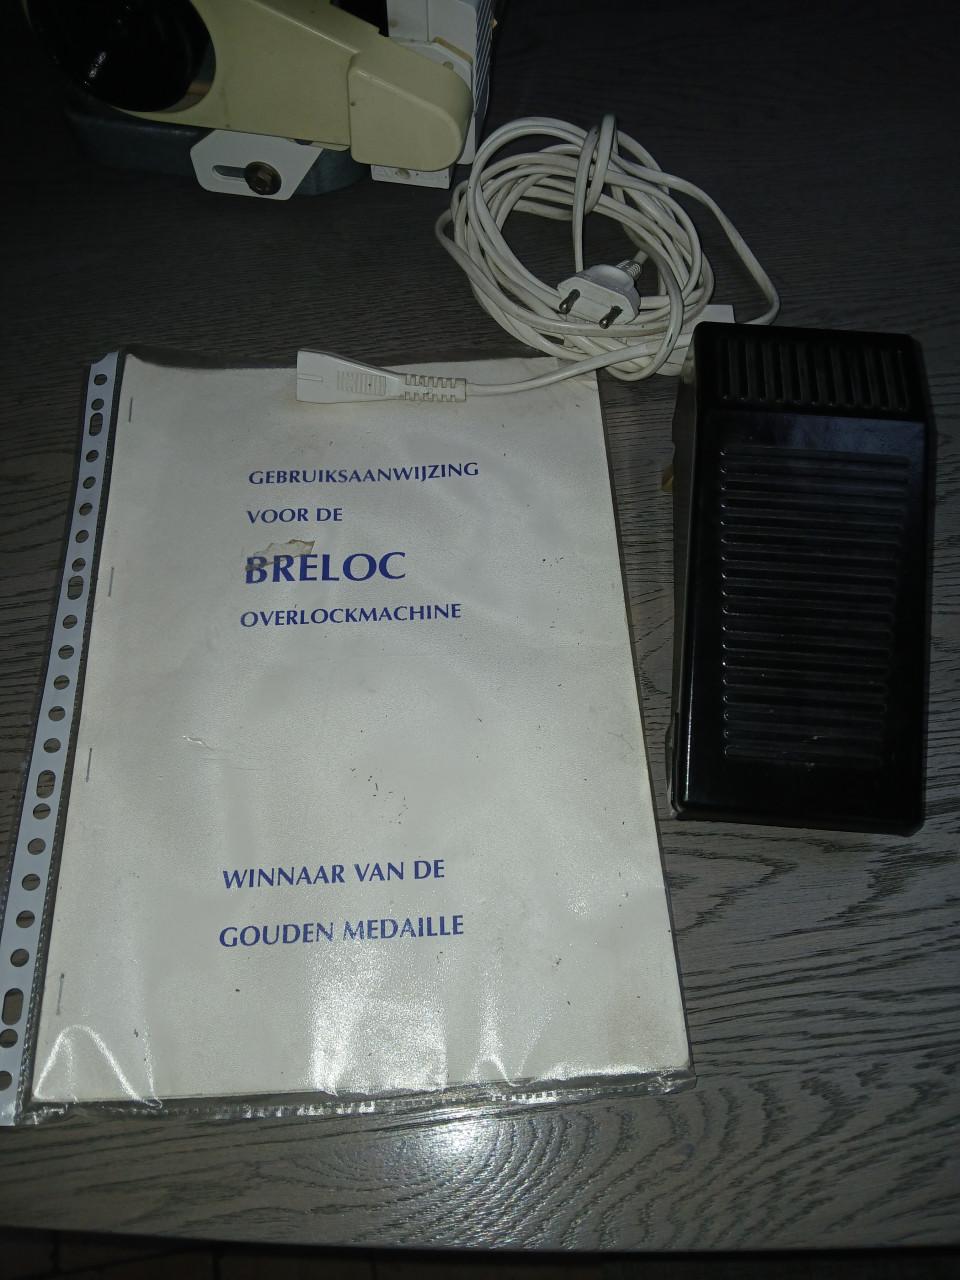 GEBRUIKSAANWIJZING
VOOR DE
BRELOC
OVERLOCKMACHINE
WINNAAR VAN DE
GOUDEN MEDAILLE